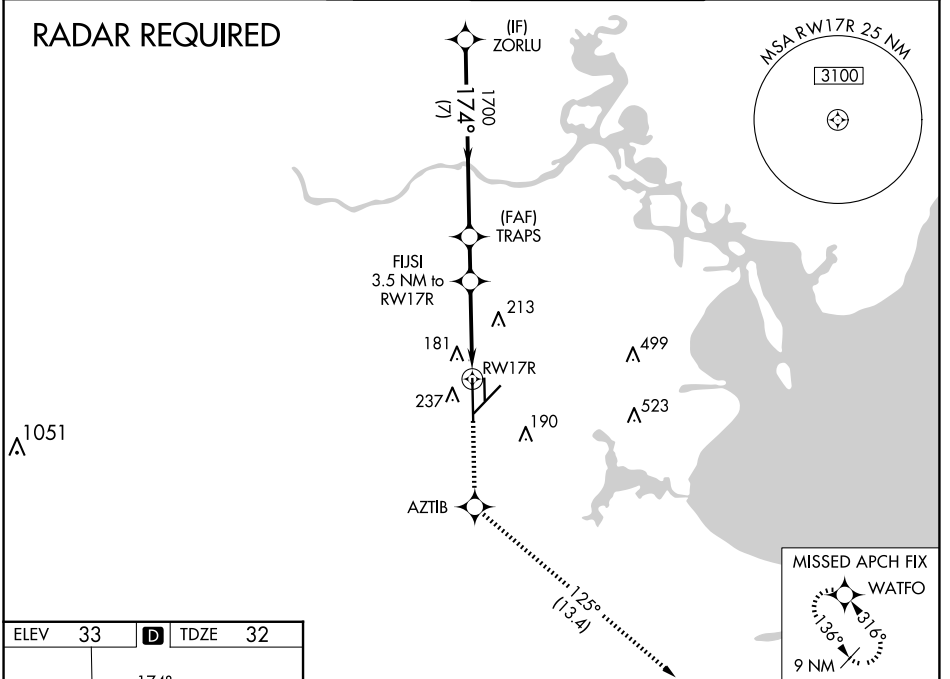 RADAR REQUIRED
(IF)
ZORLU
1700
174°
(7)
MSA RW17R 25 NM
3100
(FAF)
TRAPS
FIJSI
3.5 NM to
RW17R
213
181
499
RW17R
237
523
190
1051
AZTIB
125°
(13.4)
MISSED APCH FIX
WATFO
316°
136°
9 NM
ELEV 33 D TDZE 32